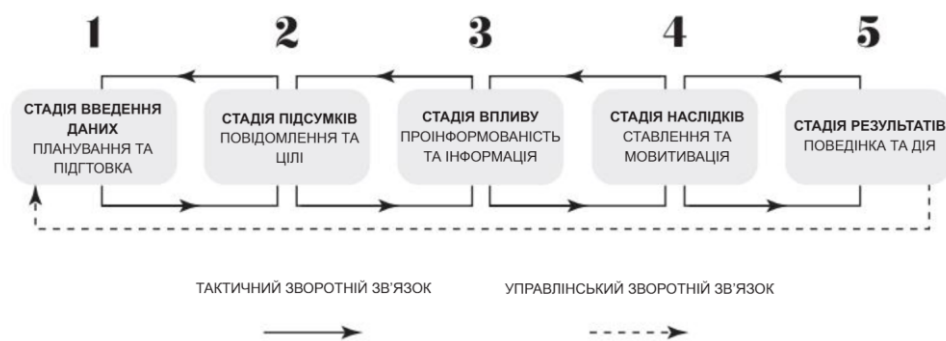 1 2 3 4 5
СТАДІЯ ВВЕДЕННЯ
ДАНИХ
ПЛАНУВАННЯ ТА
ПІДГТОВКА
СТАДІЯ ПІДСУМКІВ
ПОВІДОМЛЕННЯ ТА
ЦІЛІ
СТАДІЯ ВПЛИВУ
ПРОІНФОРМОВАНІСТЬ
ТА ІНФОРМАЦІЯ
СТАДІЯ НАСЛІДКІВ
СТАВЛЕННЯ ТА
МОВИТИВАЦІЯ
СТАДІЯ РЕЗУЛЬТАТІВ
ПОВЕДІНКА ТА ДІЯ
ТАКТИЧНИЙ ЗВОРОТНІЙ ЗВ'ЯЗОК
УПРАВЛІНСЬКИЙ ЗВОРОТНІЙ ЗВ'ЯЗОК